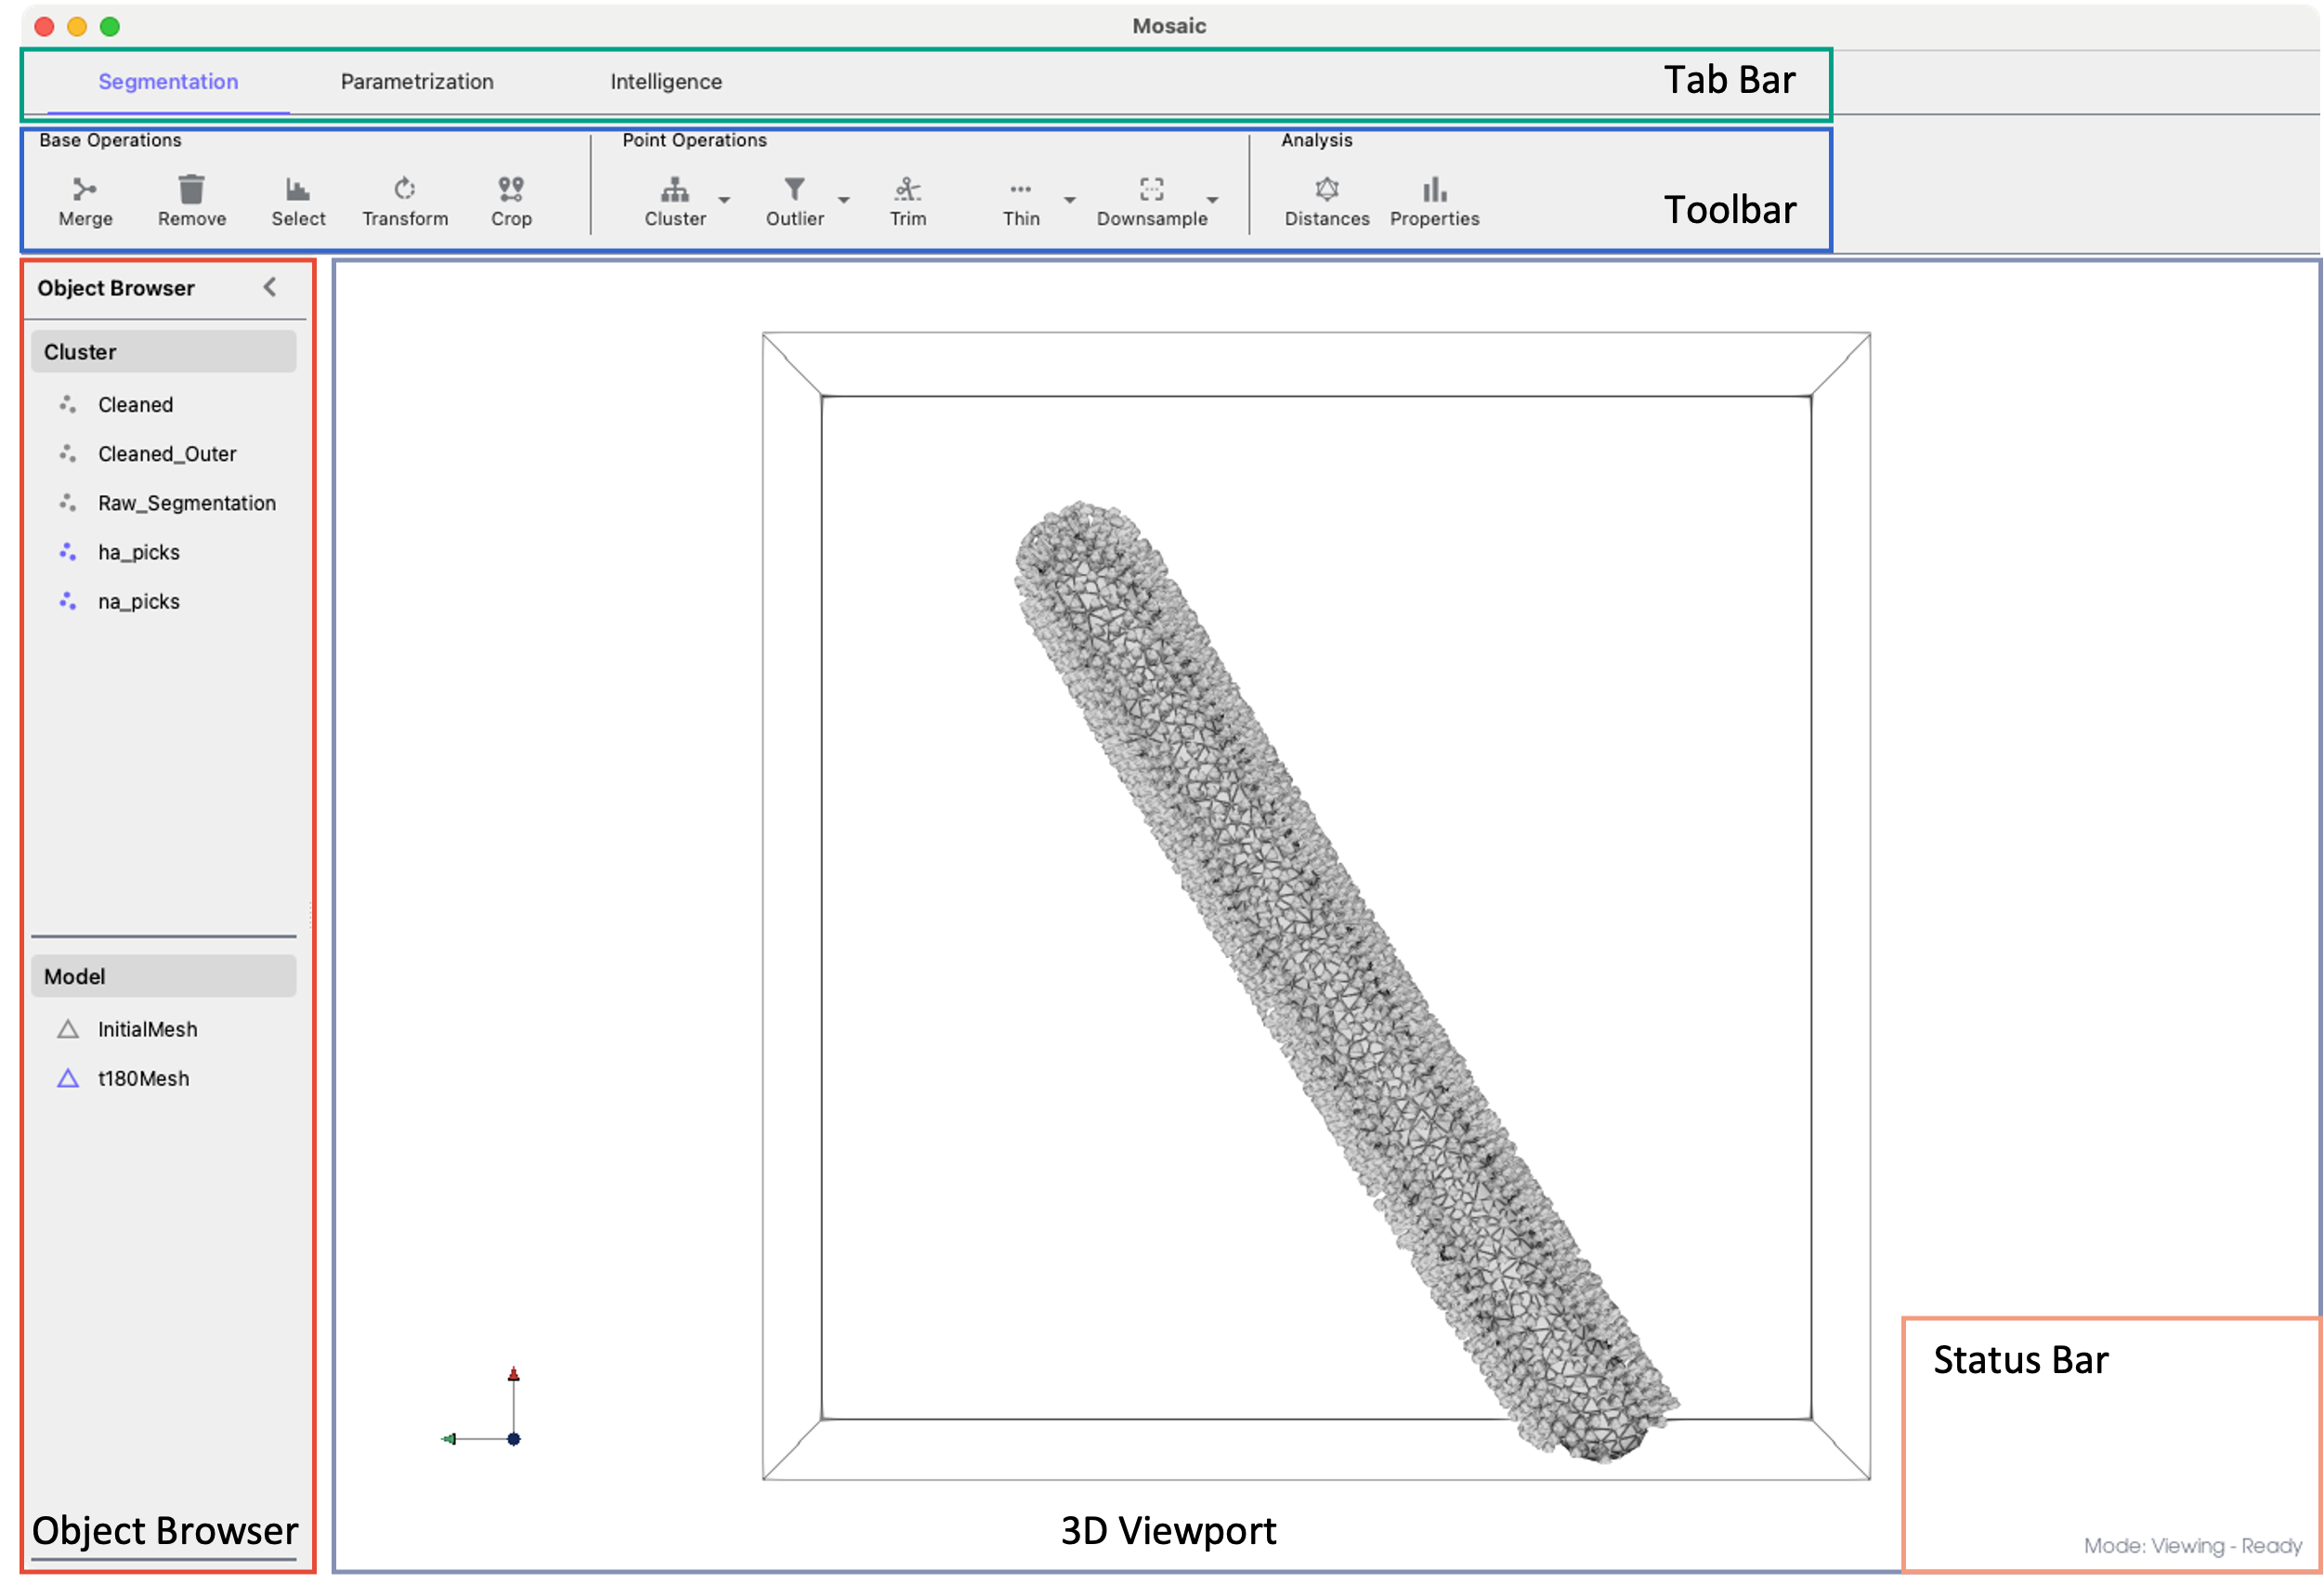 Mosaic
Segmentation Parametrization Intelligence Tab Bar
Base Operations Point Operations Analysis
Merge Remove Select Transform Crop Cluster Outlier Trim Thin Downsample Distances Properties Toolbar
Object Browser
Cluster
Cleaned
Cleaned_Outer
Raw_Segmentation
ha_picks
na_picks
Model
InitialMesh
t180Mesh
Object Browser
3D Viewport
Status Bar
Mode: Viewing - Ready